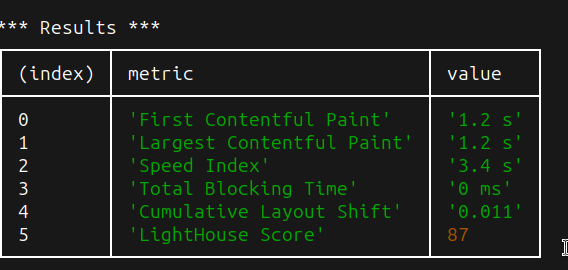 *** Results ***
(index) metric value
0 'First Contentful Paint' '1.2 s'
1 'Largest Contentful Paint' '1.2 s'
2 'Speed Index' '3.4 s'
3 'Total Blocking Time' '0 ms'
4 'Cumulative Layout Shift' '0.011'
5 'LightHouse Score' 87